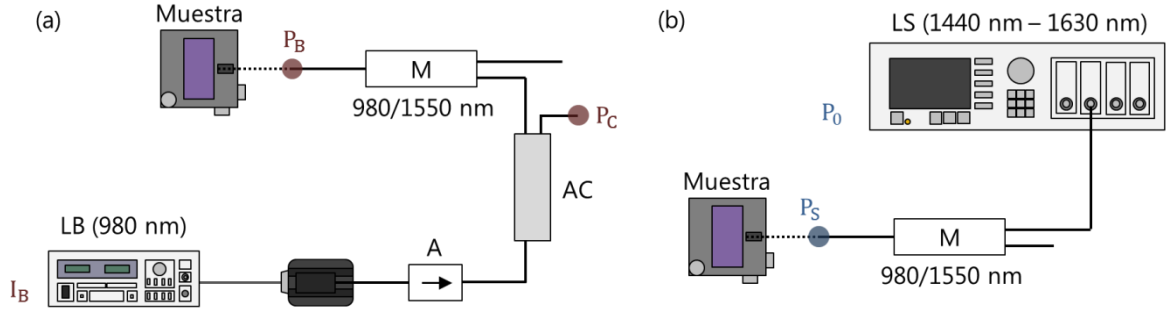 (a)
Muestra
P_B
M
980/1550 nm
P_C
AC
LB (980 nm)
A
I_B
(b)
LS (1440 nm – 1630 nm)
P_0
Muestra
P_S
M
980/1550 nm